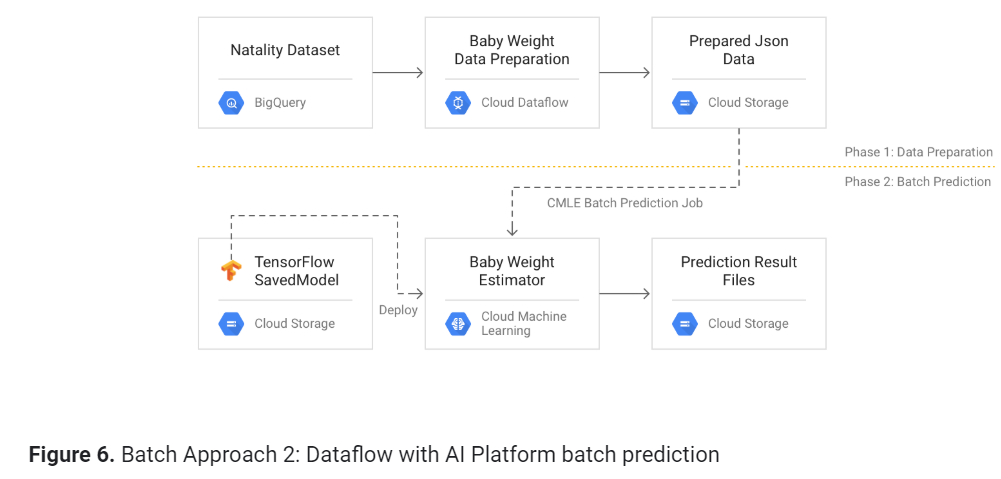 Natality Dataset
BigQuery
Baby Weight
Data Preparation
Cloud Dataflow
Prepared Json
Data
Cloud Storage
Phase 1: Data Preparation
Phase 2: Batch Prediction
CMLE Batch Prediction Job
TensorFlow
SavedModel
Cloud Storage
Deploy
Baby Weight
Estimator
Cloud Machine
Learning
Prediction Result
Files
Cloud Storage
Figure 6. Batch Approach 2: Dataflow with AI Platform batch prediction